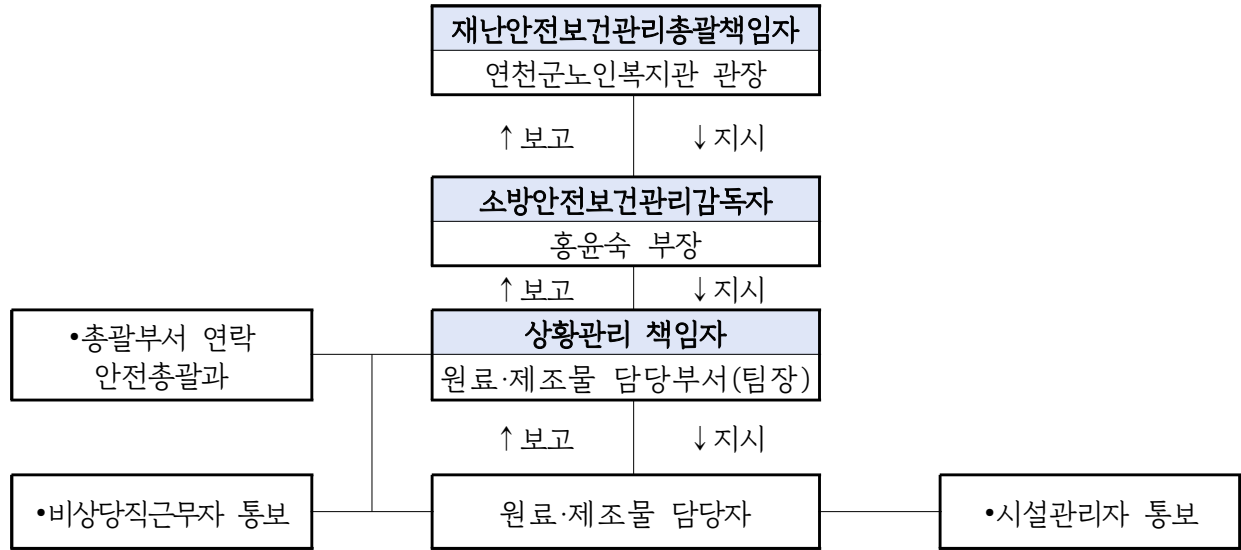 재난안전보건관리총괄책임자
연천군노인복지관 관장
↑보고 ↓지시
소방안전보건관리감독자
홍윤숙 부장
↑보고 ↓지시
•총괄부서 연락
안전총괄과
상황관리 책임자
원료·제조물 담당부서(팀장)
↑보고 ↓지시
•비상당직근무자 통보
원료·제조물 담당자
•시설관리자 통보